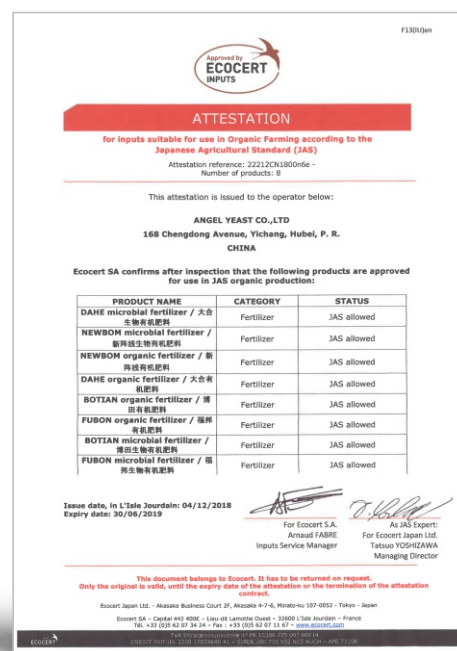 F13(IU)en
Approved by
ECOCERT
INPUTS
ATTESTATION
for inputs suitable for use in Organic Farming according to the
Japanese Agricultural Standard (JAS)
Attestation reference: 22212CN1800n6e -
Number of products: 8
This attestation is issued to the operator below:
ANGEL YEAST CO.,LTD
168 Chengdong Avenue, Yichang, Hubei, P. R.
CHINA
Ecocert SA confirms after inspection that the following products are approved
for use in JAS organic production:
PRODUCT NAME CATEGORY STATUS
DAHE microbial fertilizer / 大合
生物有机肥料 Fertilizer JAS allowed
NEWBOM microbial fertilizer /
新阵线生物有机肥料 Fertilizer JAS allowed
NEWBOM organic fertilizer / 新
阵线有机肥料 Fertilizer JAS allowed
DAHE organic fertilizer / 大合有
机肥料 Fertilizer JAS allowed
BOTIAN organic fertilizer / 博
田有机肥料 Fertilizer JAS allowed
FUBON organic fertilizer / 福邦
有机肥料 Fertilizer JAS allowed
BOTIAN microbial fertilizer /
博田生物有机肥料 Fertilizer JAS allowed
FUBON microbial fertilizer / 福
邦生物有机肥料 Fertilizer JAS allowed
Issue date, in L'Isle Jourdain: 04/12/2018
Expiry date: 30/06/2019
For Ecocert S.A. As JAS Expert:
Arnaud FABRE For Ecocert Japan Ltd.
Inputs Service Manager Tatsuo YOSHIZAWA
Managing Director
This document belongs to Ecocert. It has to be returned on request.
Only the original is valid, until the expiry date of the attestation or the termination of the attestation
contract.
Ecocert Japan Ltd. - Akasaka Business Court 2F, Akasaka 4-7-6, Minato-ku 107-0052 - Tokyo - Japan
Ecocert SA – Capital 442 400€ – Lieu-dit Lamothe Ouest – 32600 L'Isle Jourdain – France
Tél. +33 (0)5 62 07 34 24 – Fax : +33 (0)5 62 07 11 67 – www.ecocert.com
ECOCERT